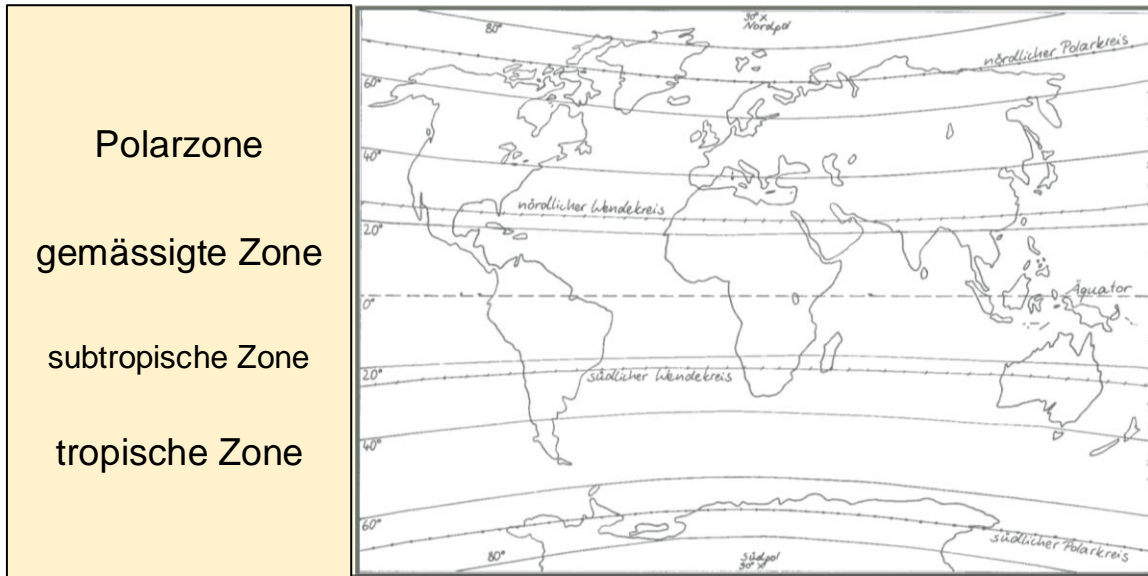 Polarzone
gemässigte Zone
subtropische Zone
tropische Zone
90° x
Nordpol
80°
nördlicher Polarkreis
60°
40°
nördlicher Wendekreis
20°
Äquator
0°
20°
südlicher Wendekreis
40°
60°
südlicher Polarkreis
80°
Südpol
90° x